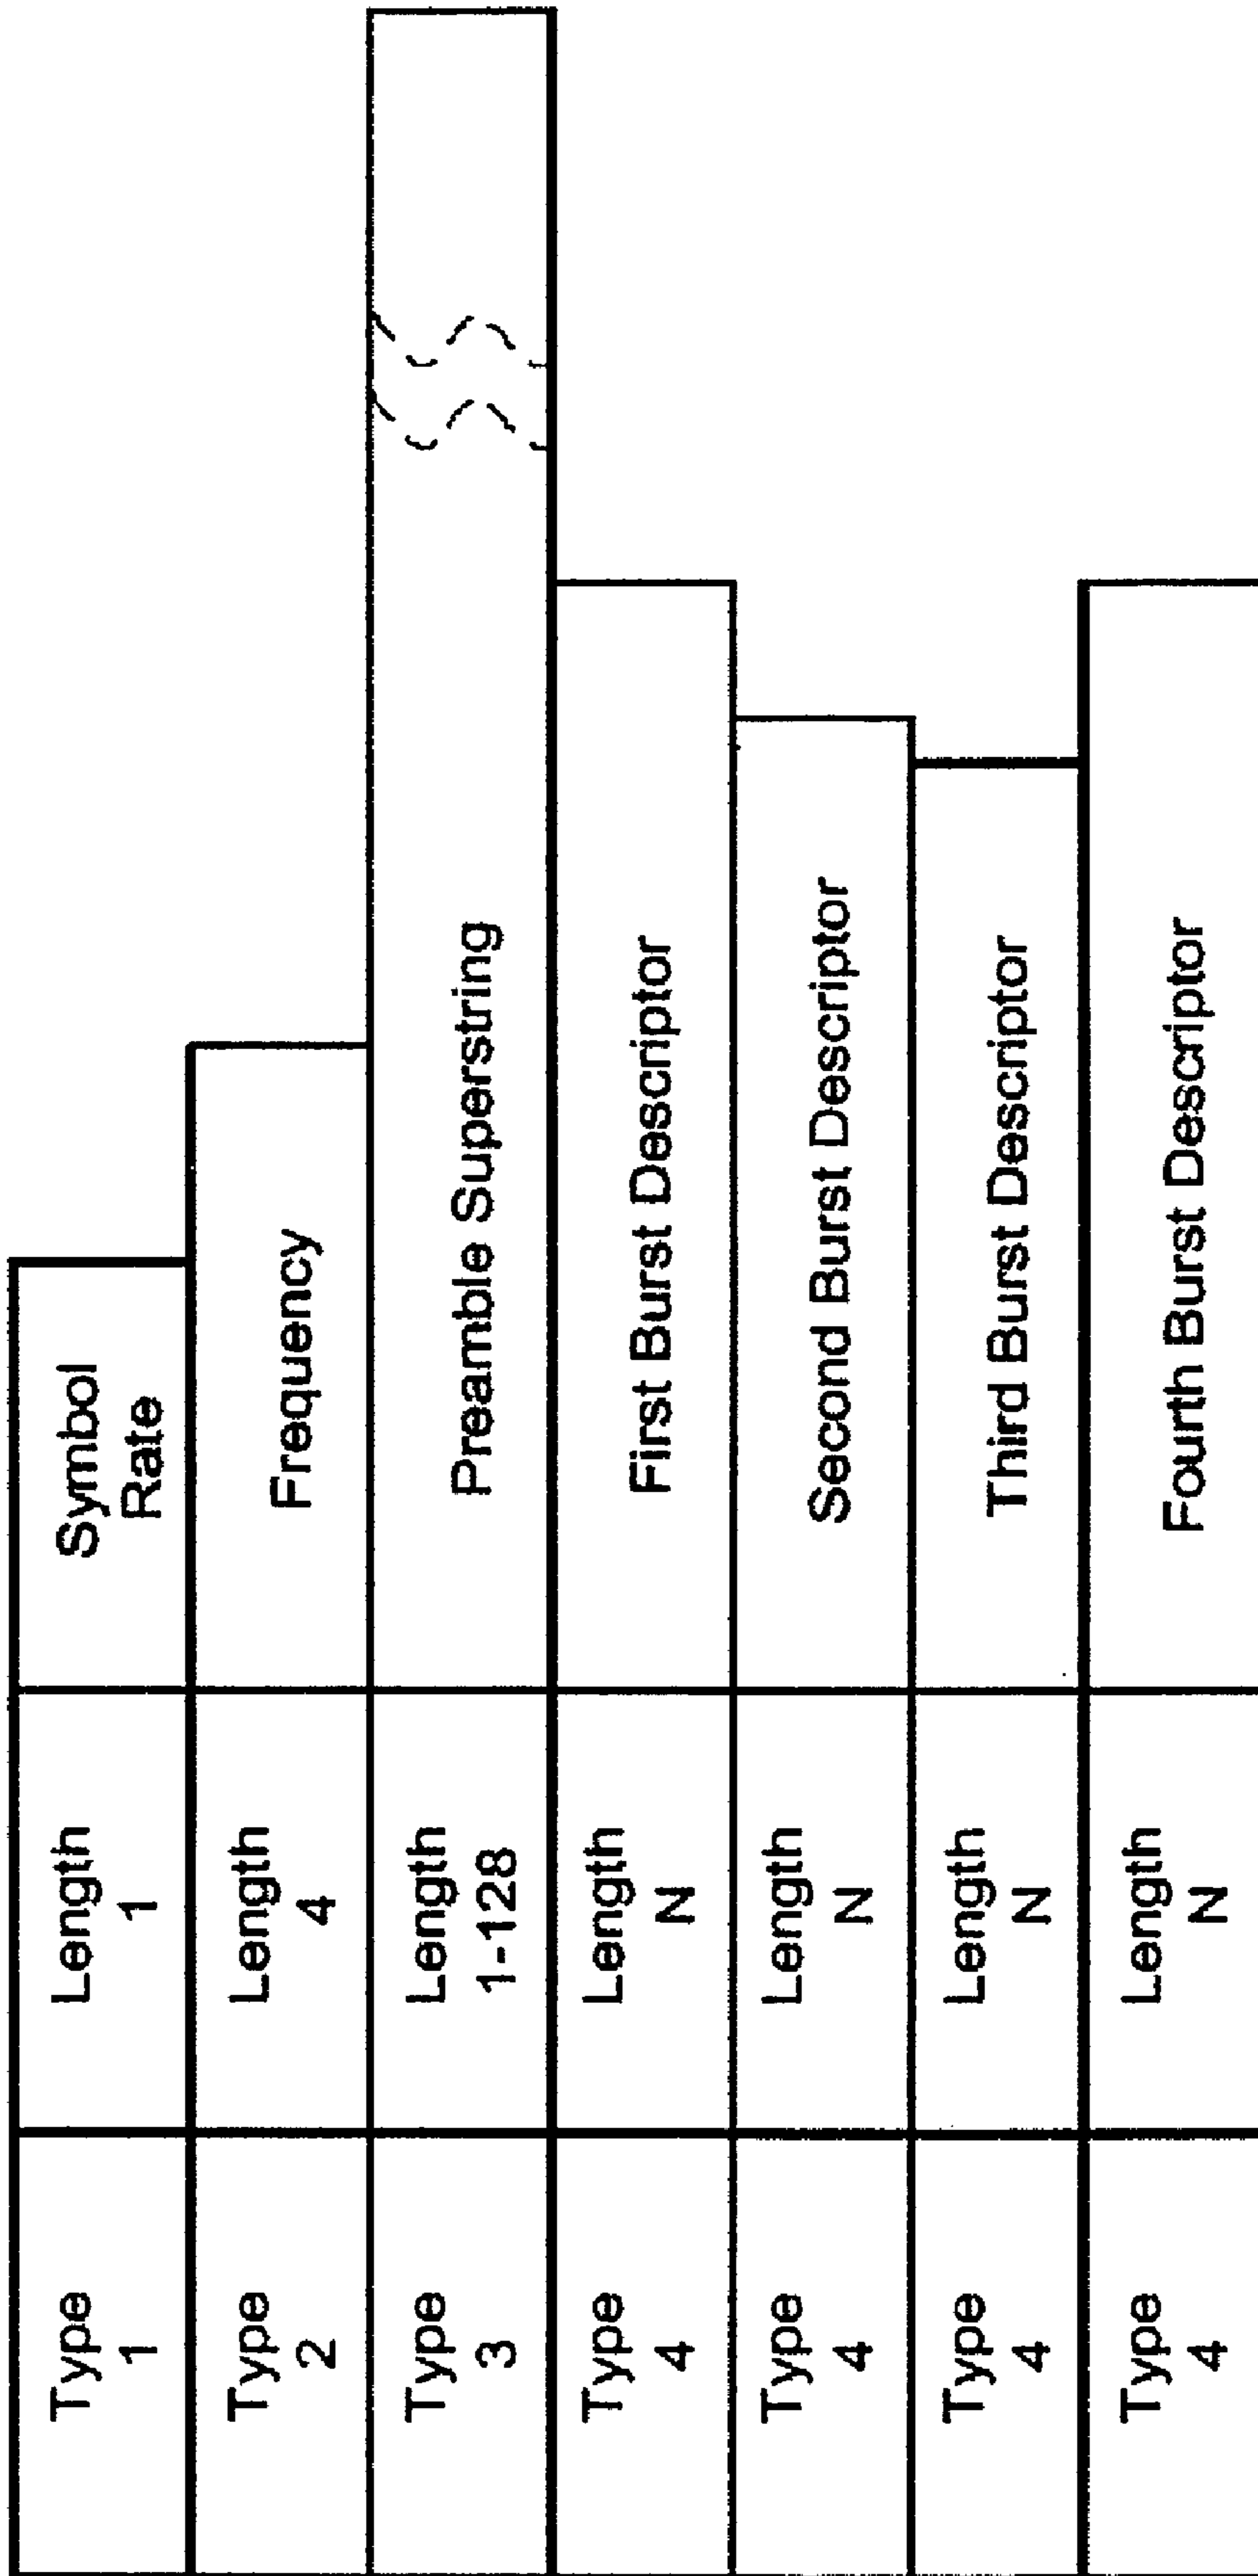 Type
1
Length
1
Symbol
Rate
Type
2
Length
4
Frequency
Type
3
Length
1-128
Preamble Superstring
Type
4
Length
N
First Burst Descriptor
Type
4
Length
N
Second Burst Descriptor
Type
4
Length
N
Third Burst Descriptor
Type
4
Length
N
Fourth Burst Descriptor